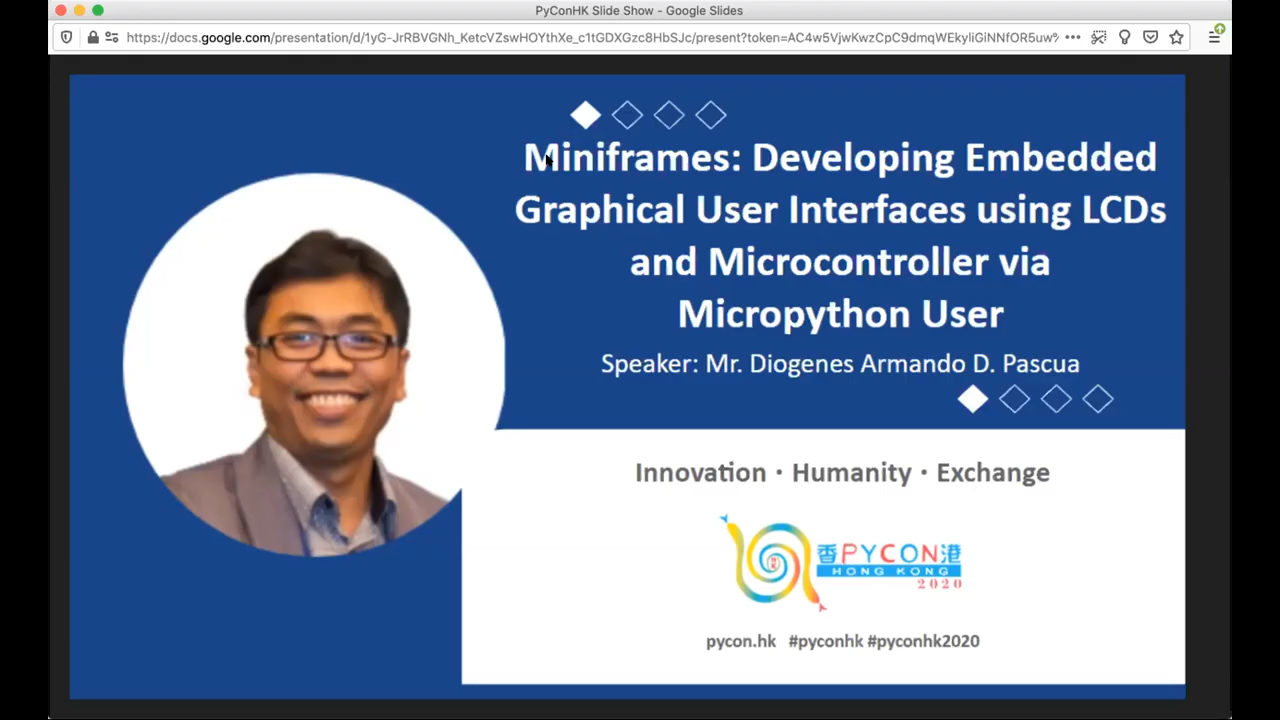 PyConHK Slide Show - Google Slides
https://docs.google.com/presentation/d/1yG-JrRBVGNh_KetcVZswHOYthXe_c1tGDXGzc8HbSJc/present?token=AC4w5VjwKwzCpC9dmqWEkyliGiNNfOR5uw%
Miniframes: Developing Embedded
Graphical User Interfaces using LCDs
and Microcontroller via
Micropython User
Speaker: Mr. Diogenes Armando D. Pascua
Innovation · Humanity · Exchange
香PYCON港
HONG KONG
2020
pycon.hk #pyconhk #pyconhk2020